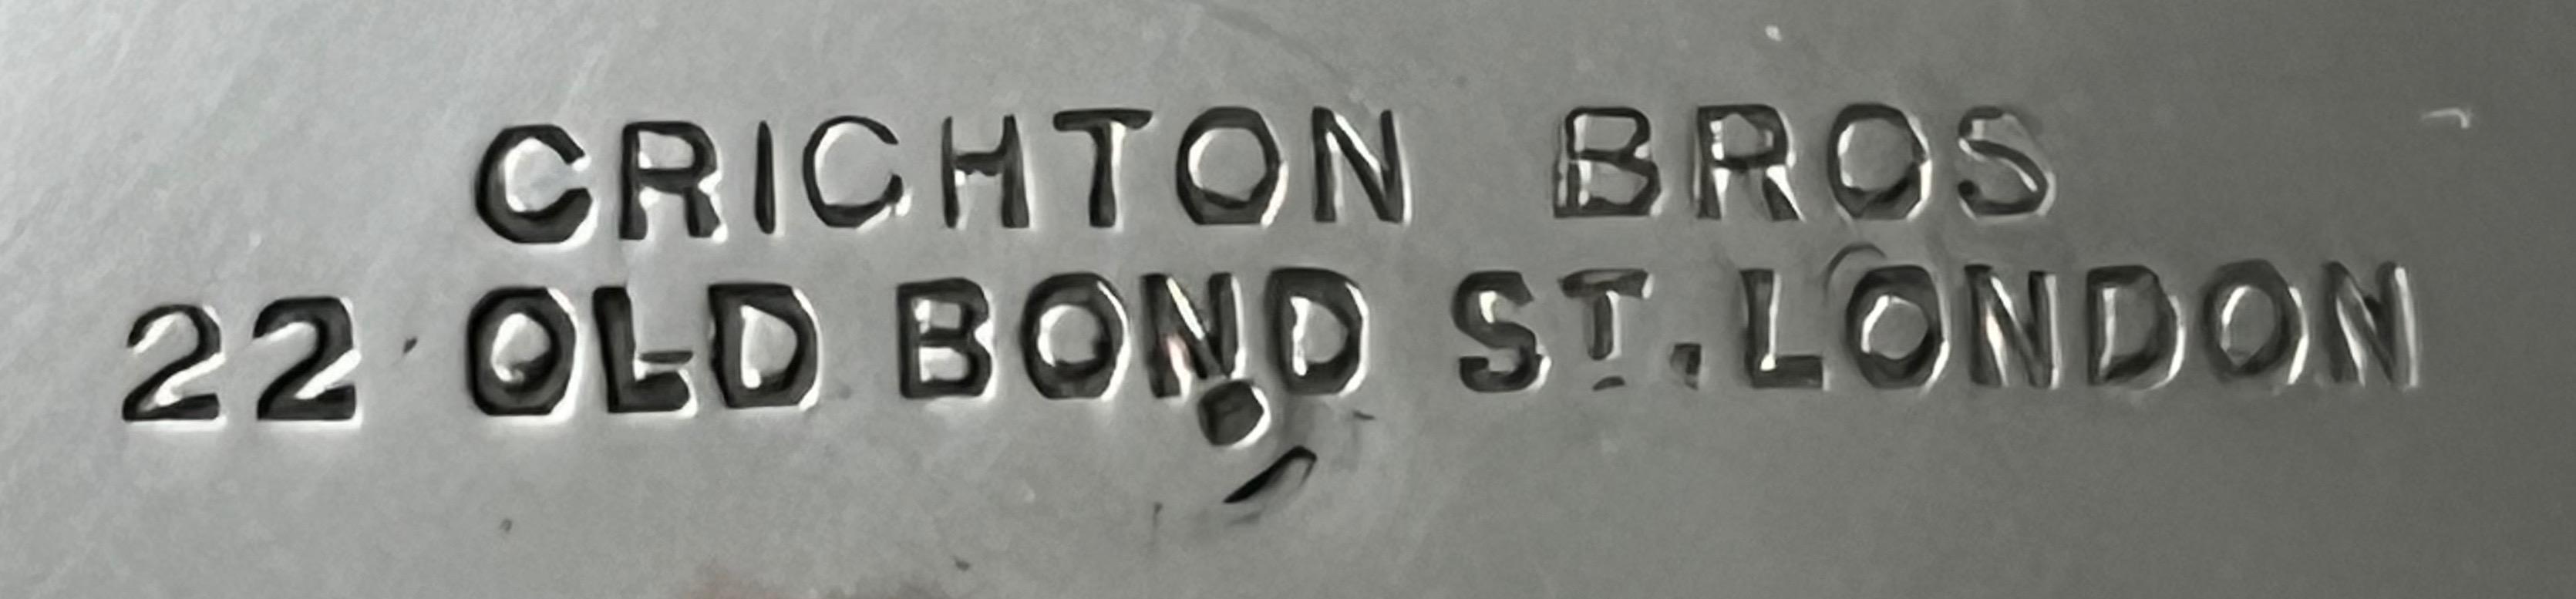 CRICHTON BROS
22 OLD BOND ST. LONDON